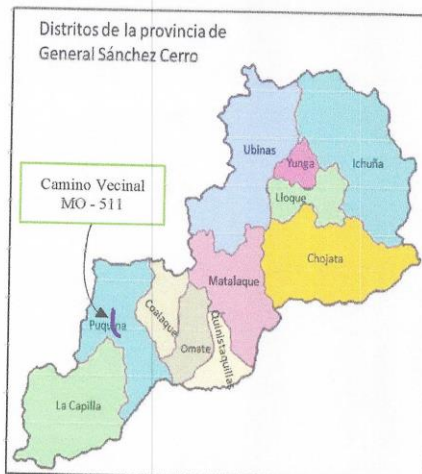 Distritos de la provincia de
General Sánchez Cerro
Ubinas
Yunga
Ichuña
Lloque
Camino Vecinal
MO - 511
Chojata
Matalaque
Puquina
Coalaque
Omate
Quinistaquillas
La Capilla